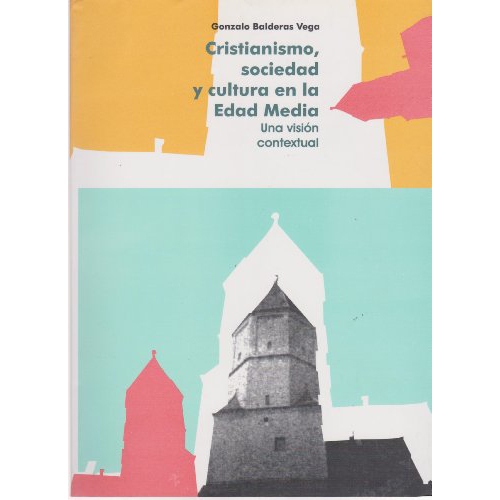 Gonzalo Balderas Vega
Cristianismo,
sociedad
y cultura en la
Edad Media
Una visión
contextual